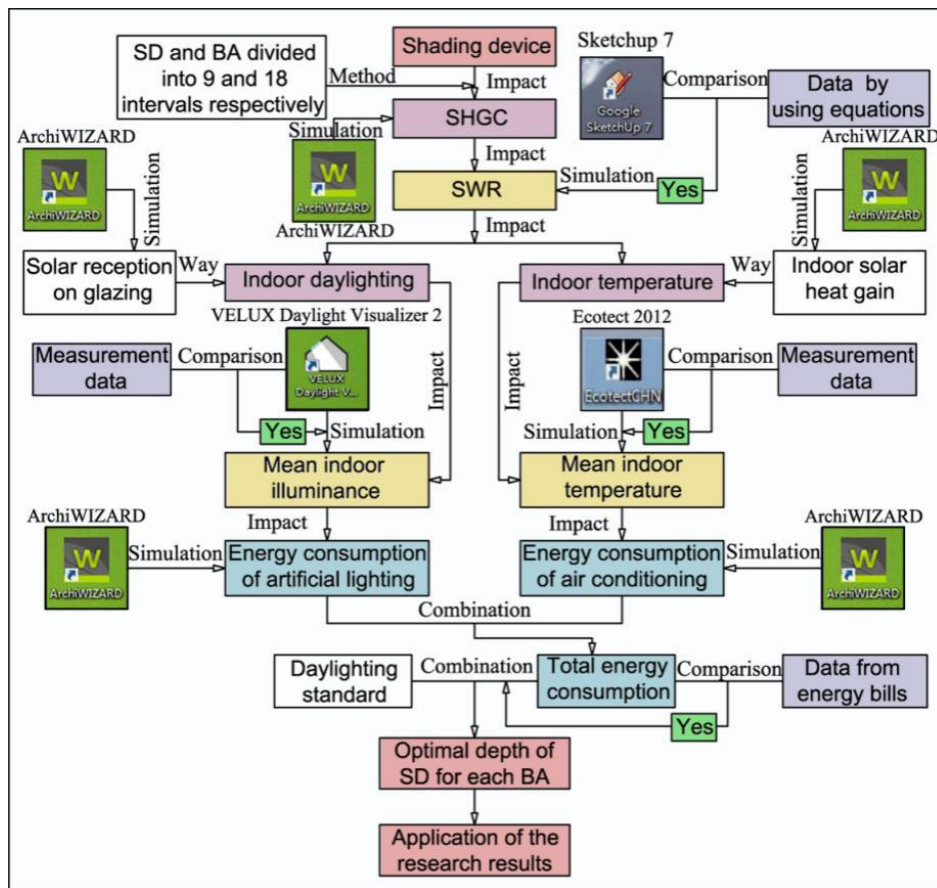 SD and BA divided
into 9 and 18
intervals respectively
Method
Shading device
Impact
Sketchup 7
Google
SketchUp 7
Comparison
Data by
using equations
ArchiWIZARD
ArchiWIZARD
Simulation
Simulation
ArchiWIZARD
ArchiWIZARD
SHGC
Impact
SWR
Simulation
Yes
ArchiWIZARD
ArchiWIZARD
Simulation
Impact
Solar reception
on glazing
Way
Indoor daylighting
Indoor temperature
Way
Indoor solar
heat gain
VELUX Daylight Visualizer 2
Ecotect 2012
Measurement
data
Comparison
VELUX
Daylight V...
Impact
Impact
EcotectCHN
Comparison
Measurement
data
Yes
Simulation
Simulation
Yes
Mean indoor
illuminance
Mean indoor
temperature
ArchiWIZARD
ArchiWIZARD
Simulation
Impact
Energy consumption
of artificial lighting
Impact
Energy consumption
of air conditioning
Simulation
ArchiWIZARD
ArchiWIZARD
Combination
Daylighting
standard
Combination
Total energy
consumption
Comparison
Data from
energy bills
Yes
Optimal depth of
SD for each BA
Application of the
research results